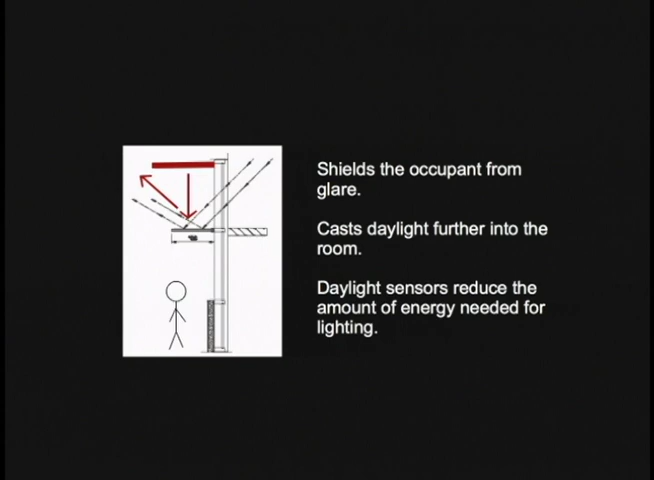 Shields the occupant from
glare.
Casts daylight further into the
room.
Daylight sensors reduce the
amount of energy needed for
lighting.